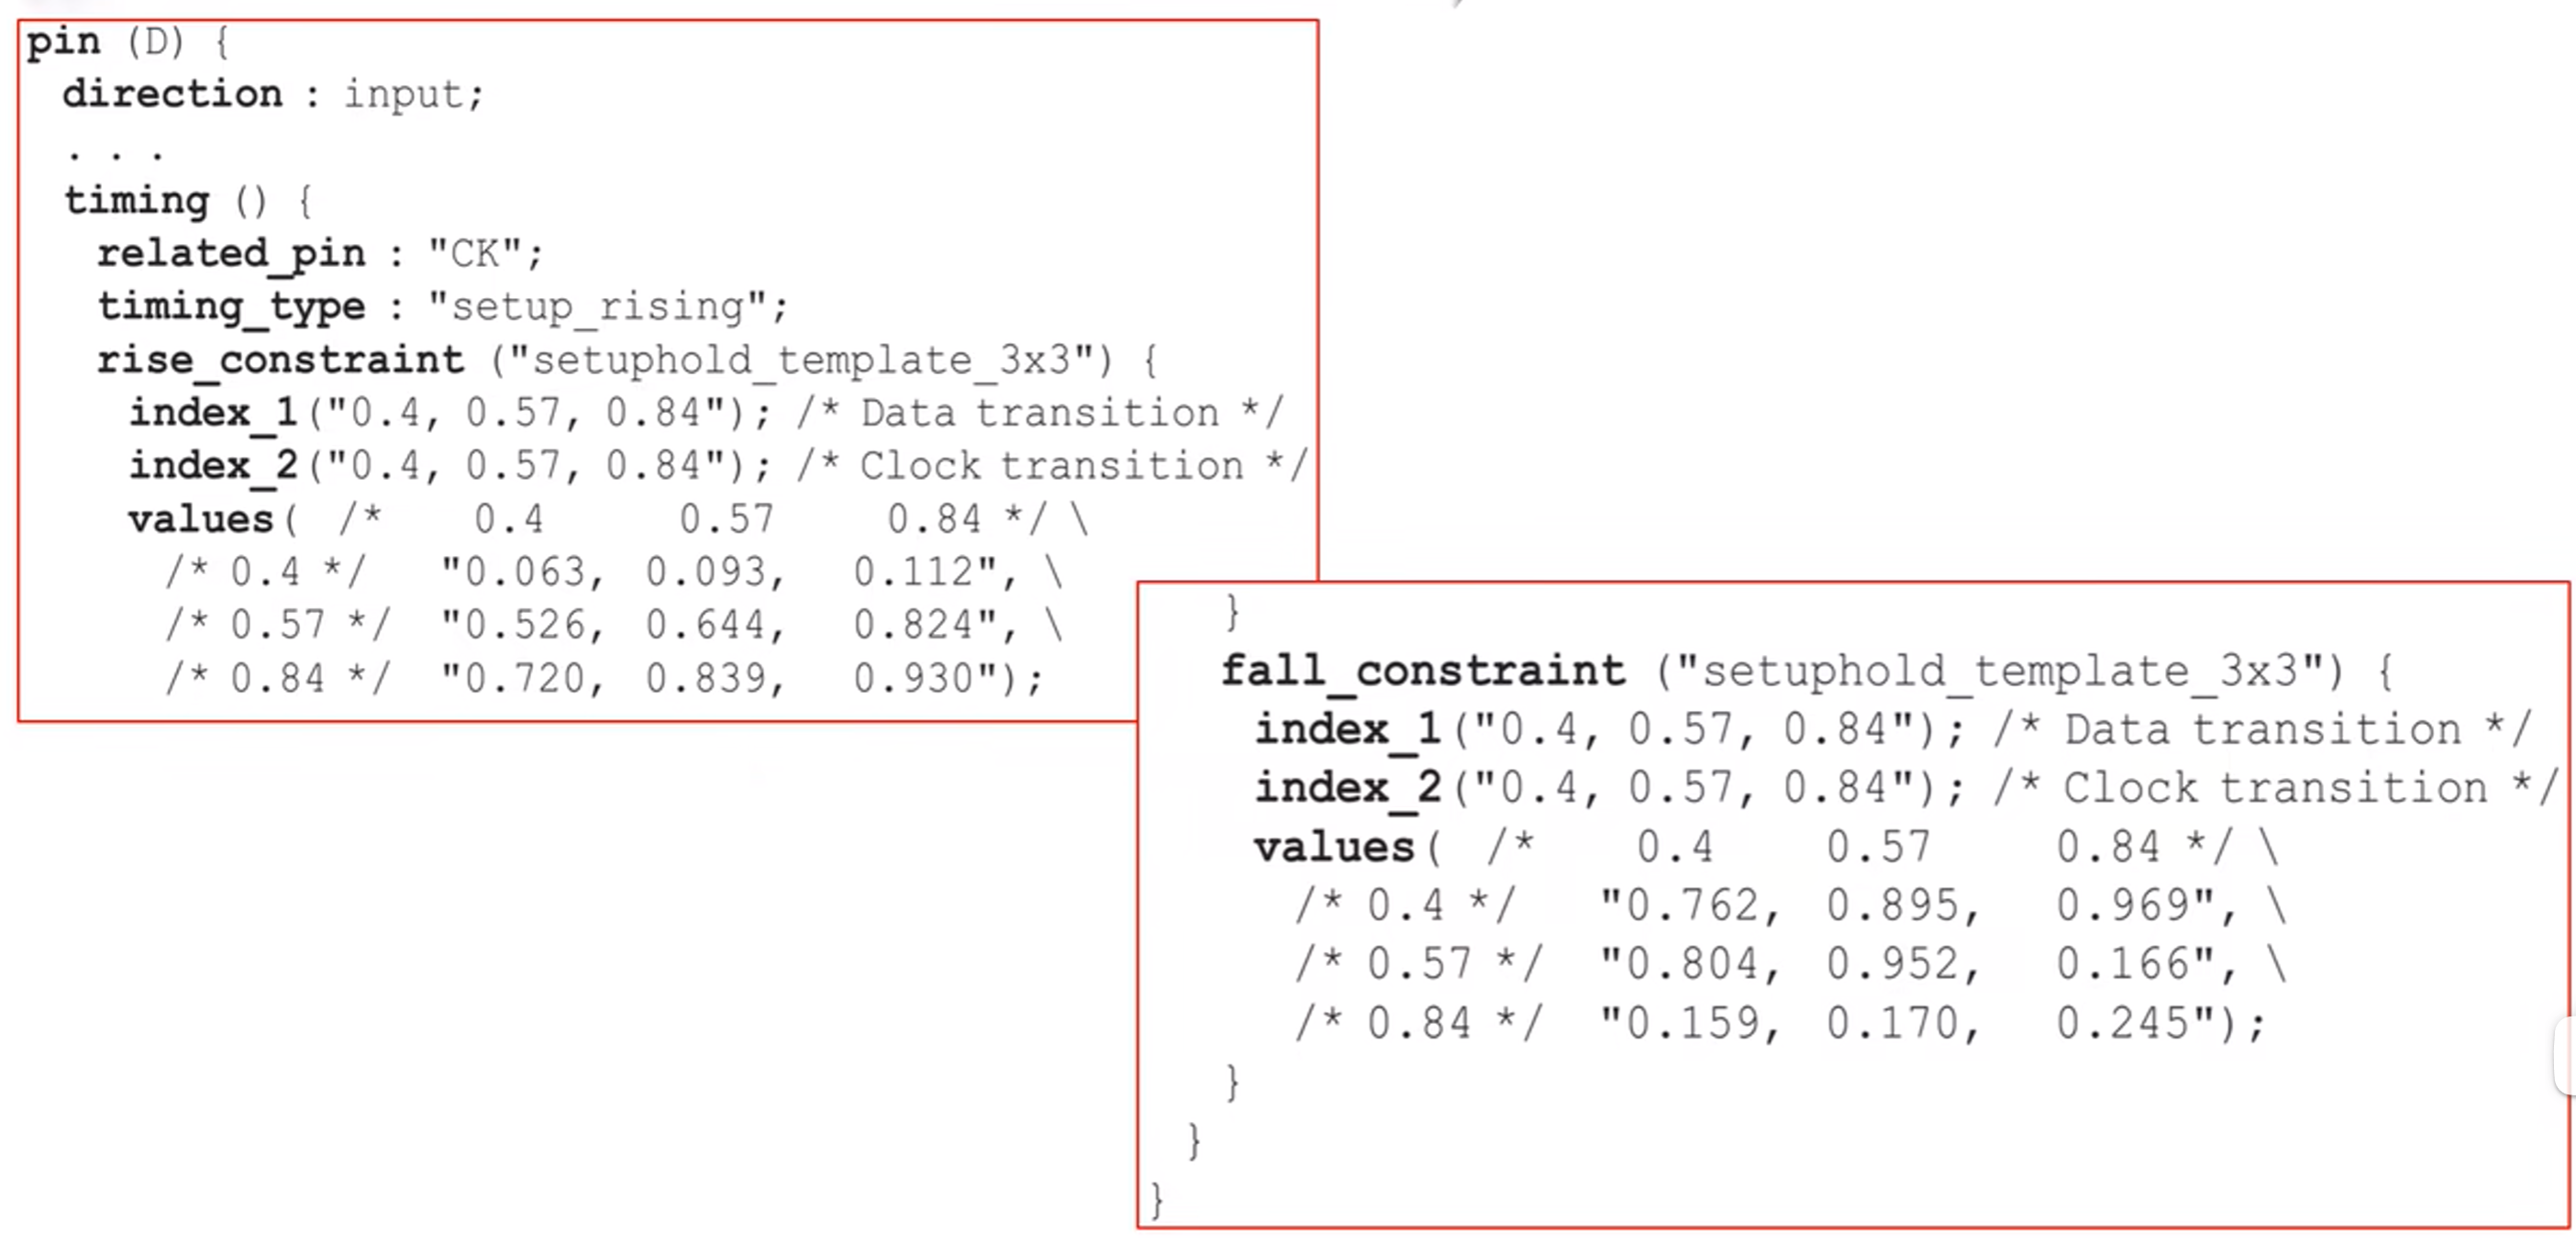 pin (D) {
direction : input;
. . .
timing () {
related_pin : "CK";
timing_type : "setup_rising";
rise_constraint ("setuphold_template_3x3") {
index_1("0.4, 0.57, 0.84"); /* Data transition */
index_2("0.4, 0.57, 0.84"); /* Clock transition */
values( /* 0.4 0.57 0.84 */ \
/* 0.4 */ "0.063, 0.093, 0.112", \
/* 0.57 */ "0.526, 0.644, 0.824", \
/* 0.84 */ "0.720, 0.839, 0.930");
}
fall_constraint ("setuphold_template_3x3") {
index_1("0.4, 0.57, 0.84"); /* Data transition */
index_2("0.4, 0.57, 0.84"); /* Clock transition */
values( /* 0.4 0.57 0.84 */ \
/* 0.4 */ "0.762, 0.895, 0.969", \
/* 0.57 */ "0.804, 0.952, 0.166", \
/* 0.84 */ "0.159, 0.170, 0.245");
}
}
}